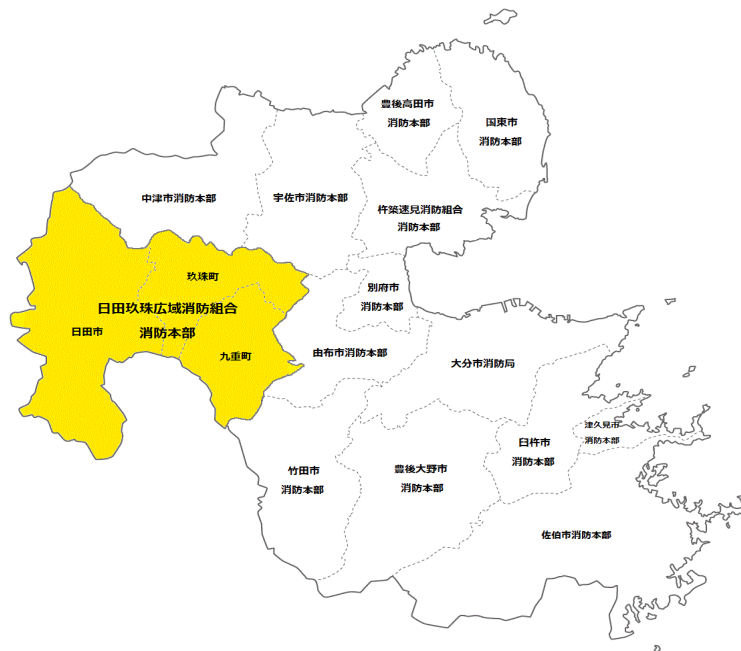 豊後高田市
消防本部
国東市
消防本部
中津市消防本部
宇佐市消防本部
杵築速見消防組合
消防本部
玖珠町
別府市
消防本部
日田玖珠広域消防組合
消防本部
日田市
九重町
由布市消防本部
大分市消防局
津久見市
消防本部
臼杵市
消防本部
竹田市
消防本部
豊後大野市
消防本部
佐伯市消防本部